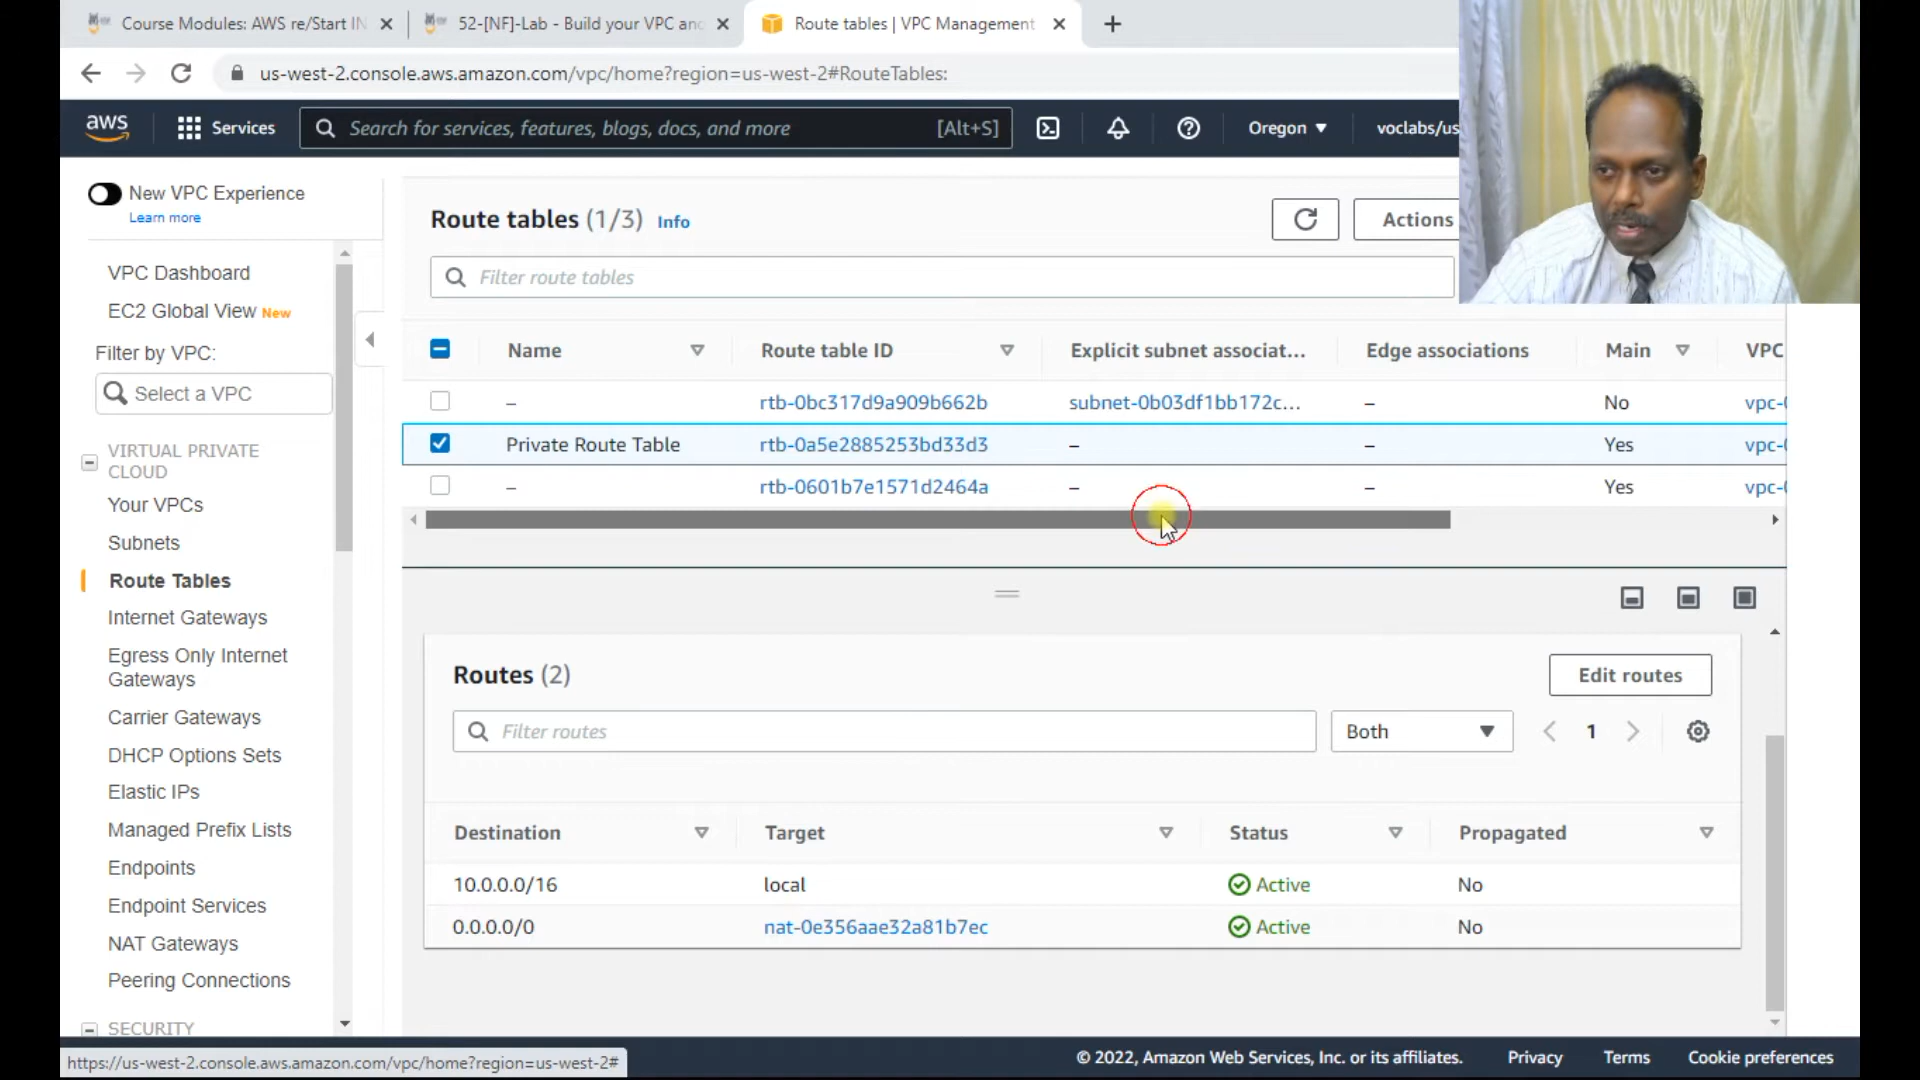 Course Modules: AWS re/Start IN
52-[NF]-Lab - Build your VPC and
Route tables | VPC Management
us-west-2.console.aws.amazon.com/vpc/home?region=us-west-2#RouteTables:
aws
Services
Search for services, features, blogs, docs, and more
[Alt+S]
Oregon
voclabs/us
New VPC Experience
Learn more
VPC Dashboard
EC2 Global View New
Filter by VPC:
Select a VPC
VIRTUAL PRIVATE
CLOUD
Your VPCs
Subnets
Route Tables
Internet Gateways
Egress Only Internet
Gateways
Carrier Gateways
DHCP Options Sets
Elastic IPs
Managed Prefix Lists
Endpoints
Endpoint Services
NAT Gateways
Peering Connections
SECURITY
Route tables (1/3) Info
Actions
Filter route tables
Name Route table ID Explicit subnet associat... Edge associations Main VPC
– rtb-0bc317d9a909b662b subnet-0b03df1bb172c... – No vpc-0
Private Route Table rtb-0a5e2885253bd33d3 – – Yes vpc-0
– rtb-0601b7e1571d2464a – – Yes vpc-0
Routes (2)
Edit routes
Filter routes
Both
1
Destination Target Status Propagated
10.0.0.0/16 local Active No
0.0.0.0/0 nat-0e356aae32a81b7ec Active No
https://us-west-2.console.aws.amazon.com/vpc/home?region=us-west-2#
© 2022, Amazon Web Services, Inc. or its affiliates. Privacy Terms Cookie preferences